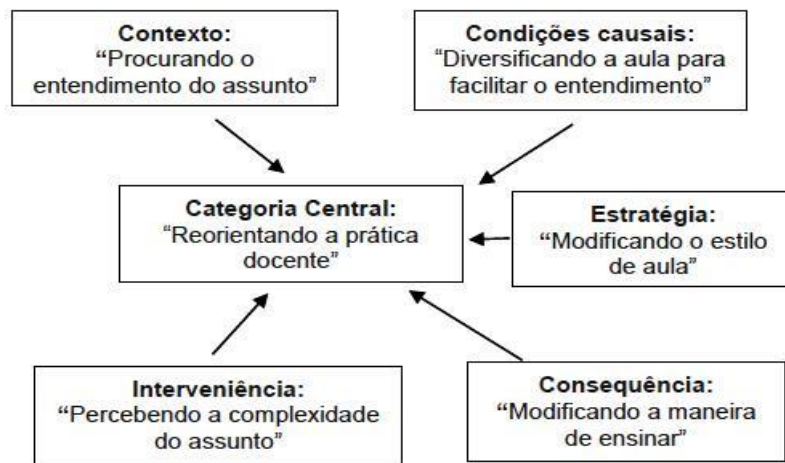 Contexto:
“Procurando o
entendimento do assunto”
Condições causais:
“Diversificando a aula para
facilitar o entendimento”
Categoria Central:
“Reorientando a prática
docente”
Estratégia:
“Modificando o estilo
de aula”
Interveniência:
“Percebendo a complexidade
do assunto”
Consequência:
“Modificando a maneira
de ensinar”